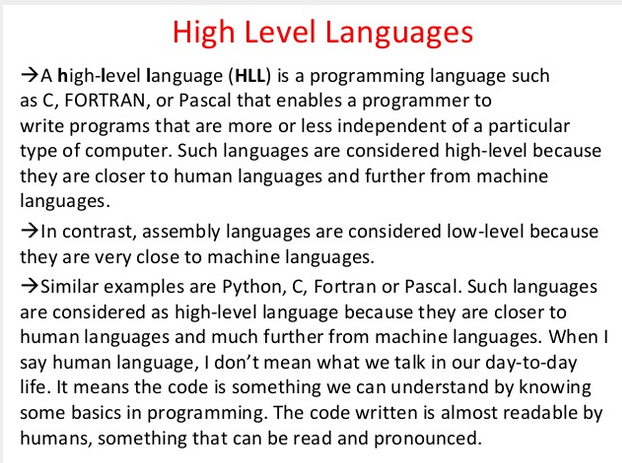 High Level Languages
→A high-level language (HLL) is a programming language such
as C, FORTRAN, or Pascal that enables a programmer to
write programs that are more or less independent of a particular
type of computer. Such languages are considered high-level because
they are closer to human languages and further from machine
languages.
→In contrast, assembly languages are considered low-level because
they are very close to machine languages.
→Similar examples are Python, C, Fortran or Pascal. Such languages
are considered as high-level language because they are closer to
human languages and much further from machine languages. When I
say human language, I don’t mean what we talk in our day-to-day
life. It means the code is something we can understand by knowing
some basics in programming. The code written is almost readable by
humans, something that can be read and pronounced.